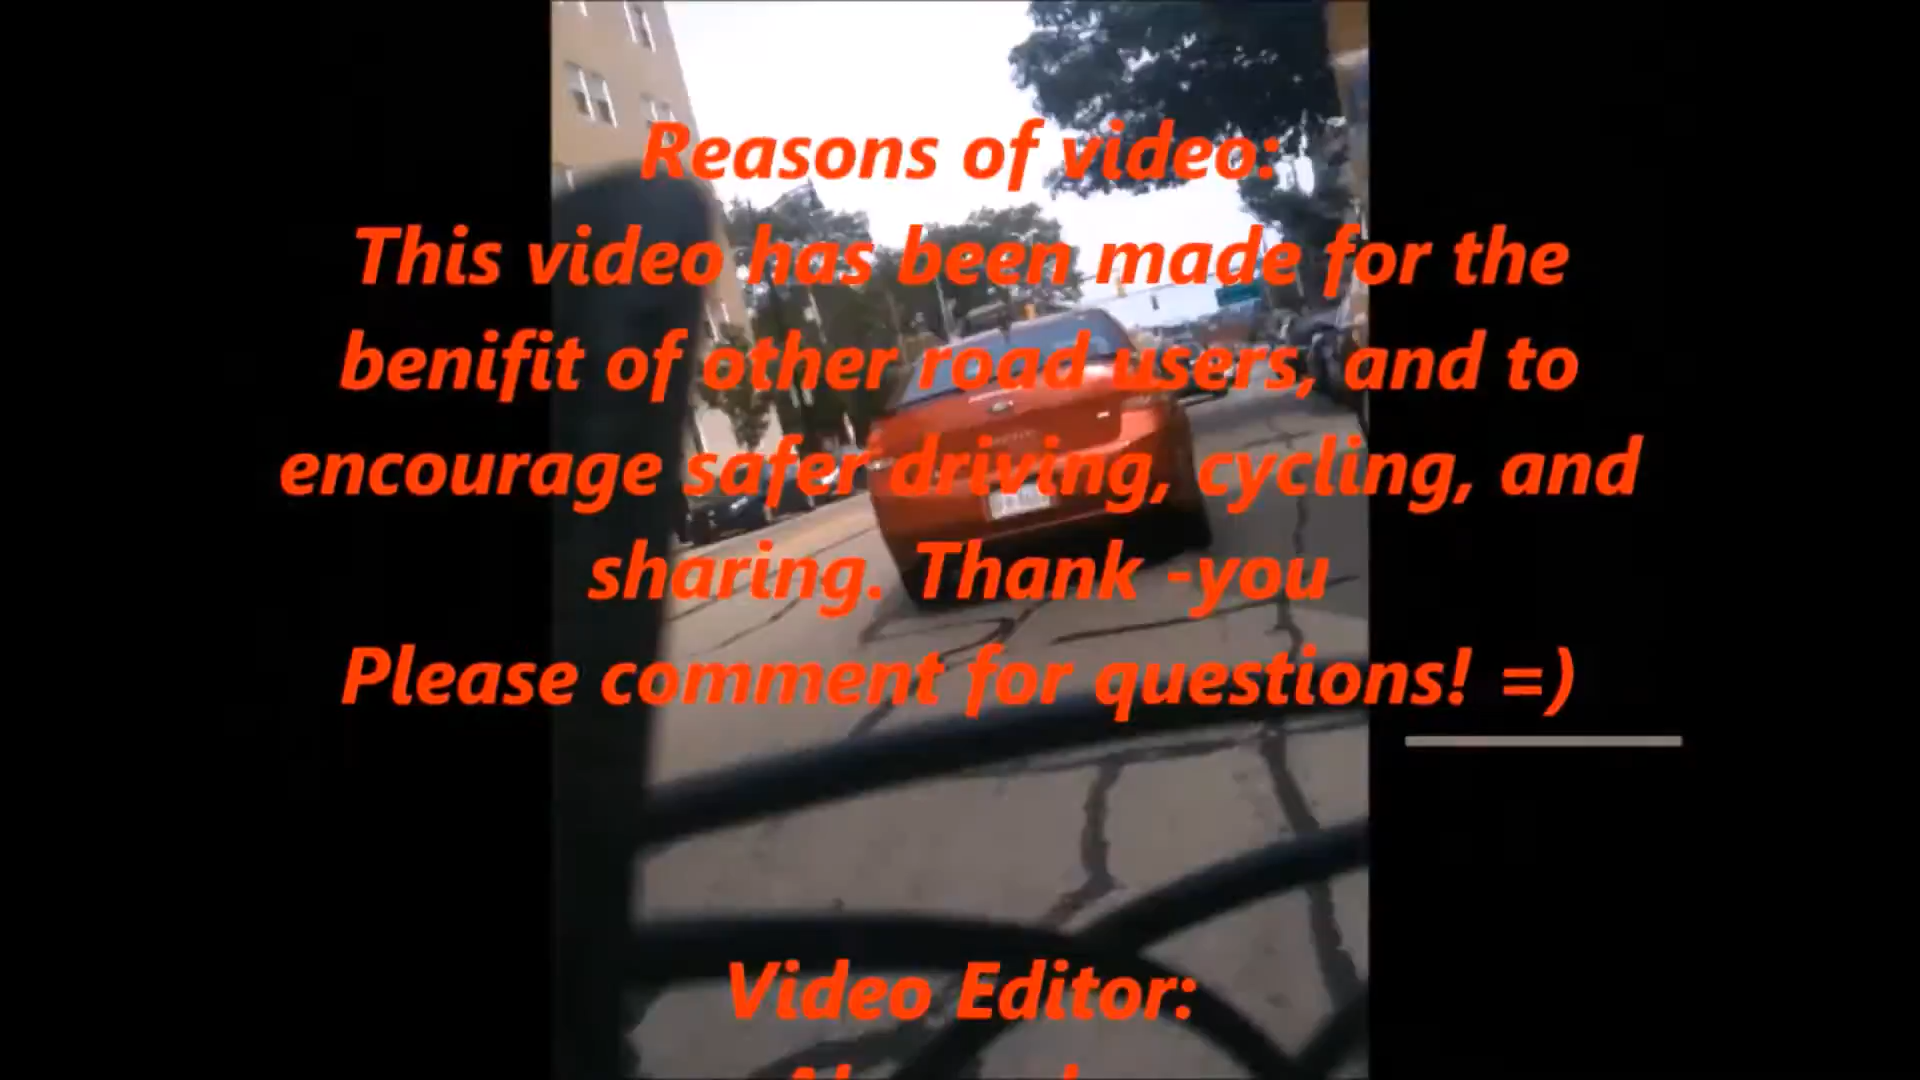 Reasons of video:
This video has been made for the
benifit of other road users, and to
encourage safer driving, cycling, and
sharing. Thank -you
Please comment for questions! =)
Video Editor: